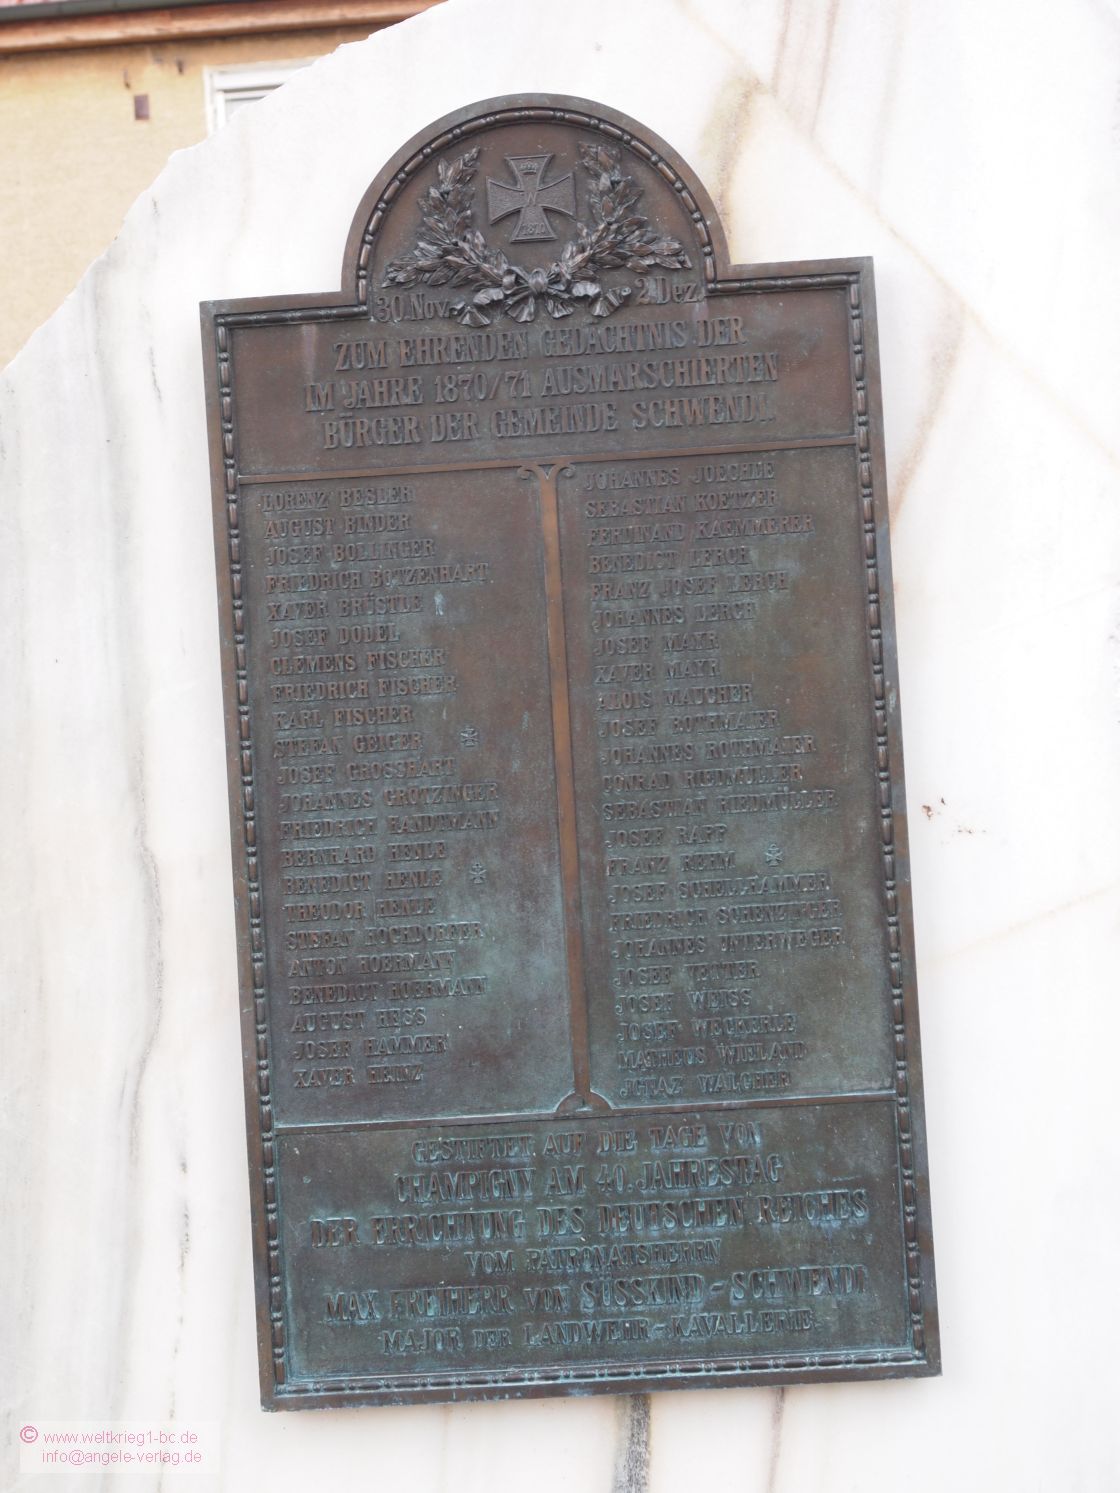 W
1870
30. Nov. 2. Dez.
ZUM EHRENDEN GEDÄCHTNIS DER
IM JAHRE 1870/71 AUSMARSCHIERTEN
BÜRGER DER GEMEINDE SCHWENDI.
LORENZ BESLER
AUGUST BINDER
JOSEF BOLLINGER
FRIEDRICH BOTZENHART
XAVER BRÜSTLE
JOSEF DODEL
CLEMENS FISCHER
FRIEDRICH FISCHER
KARL FISCHER
STEFAN GEIGER
JOSEF GROSSHART
JOHANNES GRÖTZINGER
FRIEDRICH HANDTMANN
BERNHARD HENLE
BENEDICT HENLE
THEODOR HENLE
STEFAN HOCHDORFER
ANTON HOERMANN
BENEDICT HOERMANN
AUGUST HESS
JOSEF HAMMER
XAVER HEINZ
JOHANNES JOECHLE
SEBASTIAN KOETZER
FERDINAND KAEMMERER
BENEDICT LERCH
FRANZ JOSEF LERCH
JOHANNES LERCH
JOSEF MAYR
XAVER MAYR
ALOIS MAUCHER
JOSEF ROTHMAIER
JOHANNES ROTHMAIER
CONRAD RIEDMÜLLER
SEBASTIAN RIEDMÜLLER
JOSEF RAPP
FRANZ REHM
JOSEF SCHELLHAMMER
FRIEDRICH SCHENZINGER
JOHANNES UNTERWEGER
JOSEF VETTER
JOSEF WEISS
JOSEF WECKERLE
MATHEUS WIELAND
JGNAZ WALCHER
GESTIFTET AUF DIE TAGE VON
CHAMPIGNY AM 40. JAHRESTAG
DER ERRICHTUNG DES DEUTSCHEN REICHES
VOM PATRONATSHERRN
MAX FREIHERR VON SÜSSKIND-SCHWENDI
MAJOR DER LANDWEHR-KAVALLERIE.
© www.weltkrieg1-bc.de
info@angele-verlag.de